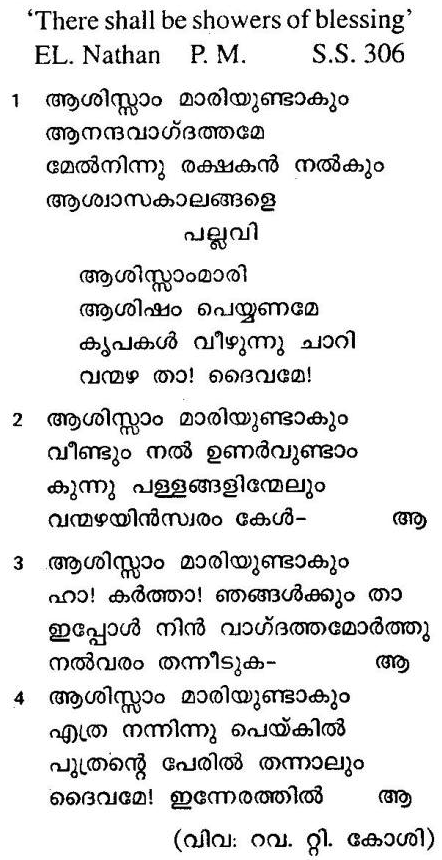 ‘There shall be showers of blessing’
EL. Nathan P. M. S.S. 306
1 ആശിസ്സാം മാരിയുണ്ടാകും
ആനന്ദവാഗ്ദത്തമേ
മേൽനിന്നു രക്ഷകൻ നൽകും
ആശ്വാസകാലങ്ങളെ
പല്ലവി
ആശിസ്സാംമാരി
ആശിഷം പെയ്യണമേ
കൃപകൾ വീഴുന്നു ചാറി
വന്മഴ താ! ദൈവമേ!
2 ആശിസ്സാം മാരിയുണ്ടാകും
വീണ്ടും നൽ ഉണർവുണ്ടാം
കുന്നു പള്ളങ്ങളിന്മേലും
വന്മഴയിൻസ്വരം കേൾ– ആ
3 ആശിസ്സാം മാരിയുണ്ടാകും
ഹാ! കർത്താ! ഞങ്ങൾക്കും താ
ഇപ്പോൾ നിൻ വാഗ്ദത്തമോർത്തു
നൽവരം തന്നീടുക– ആ
4 ആശിസ്സാം മാരിയുണ്ടാകും
എത്ര നന്നിന്നു പെയ്കിൽ
പുത്രന്റെ പേരിൽ തന്നാലും
ദൈവമേ! ഇന്നേരത്തിൽ ആ
(വിവ: റവ. റ്റി. കോശി)